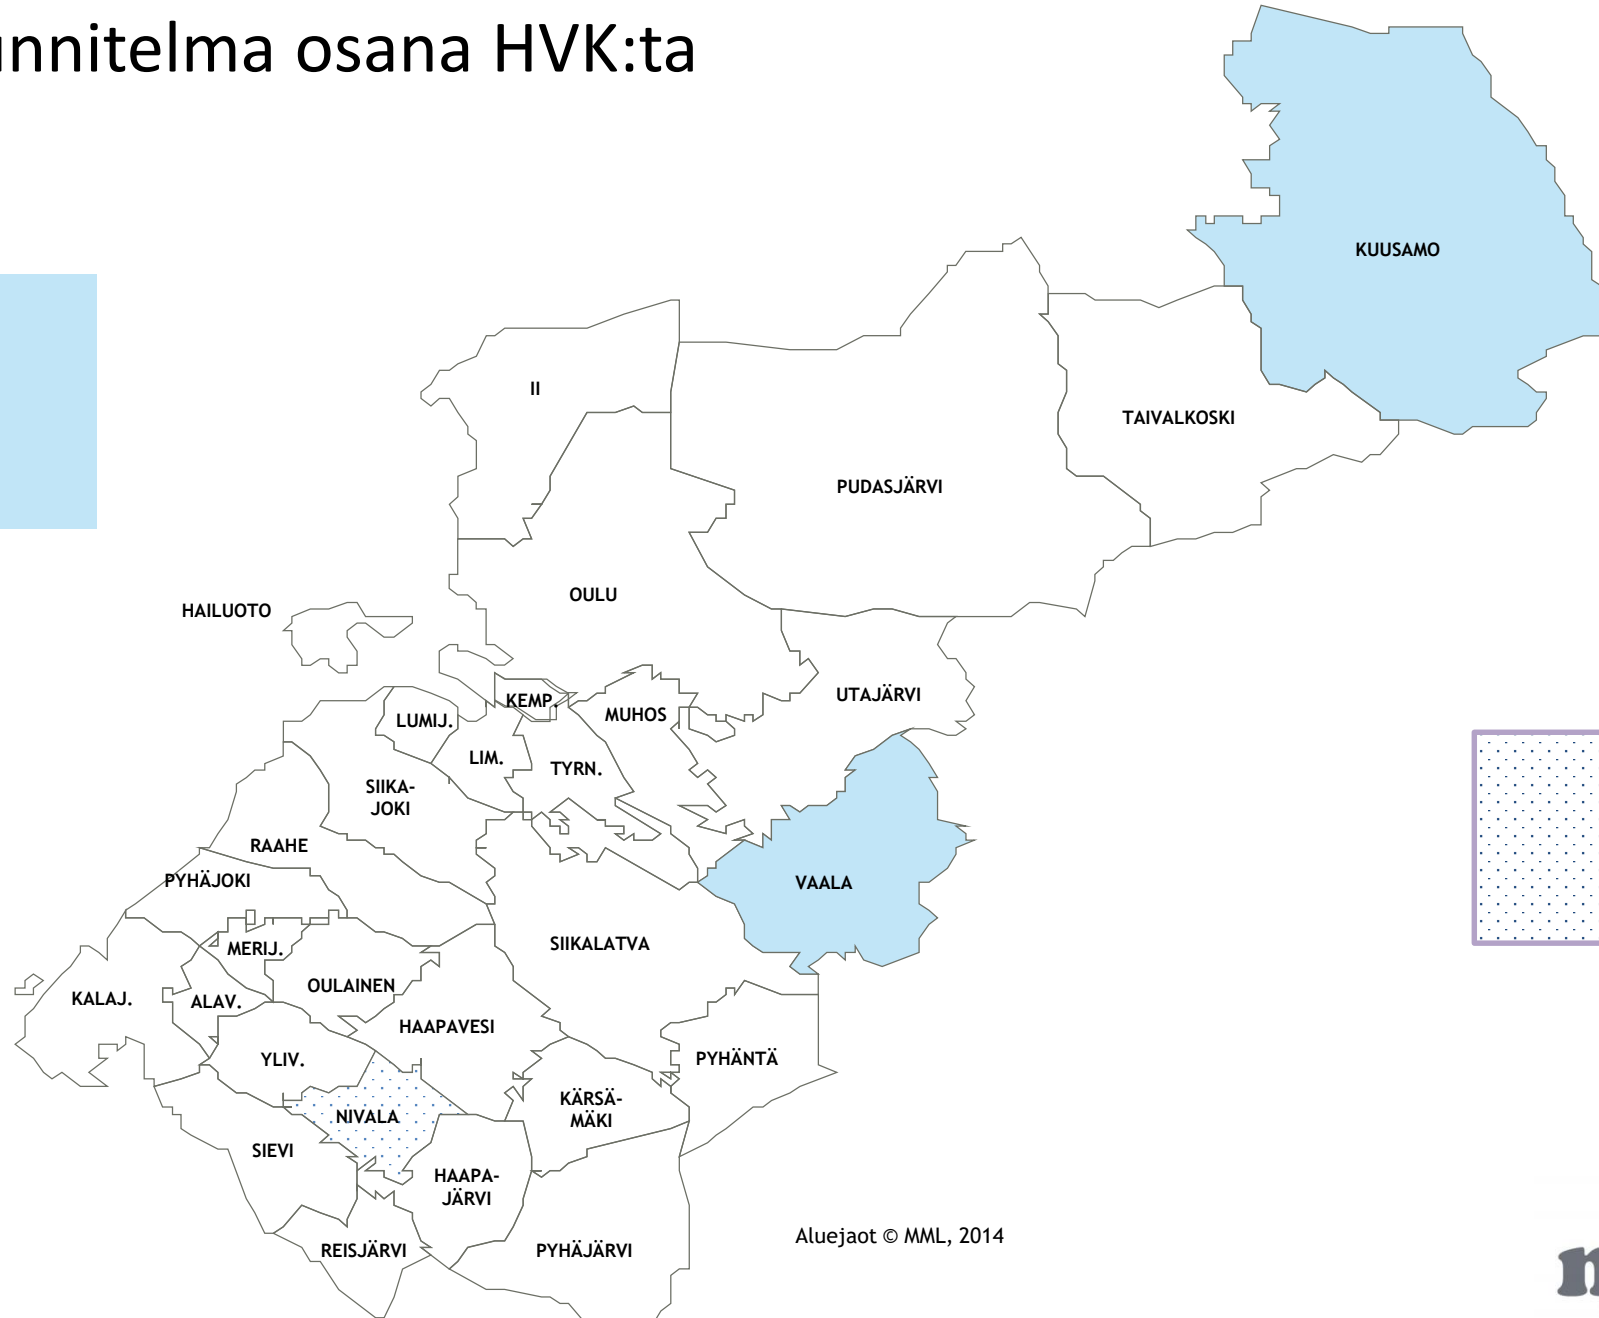 unnitelma osana HVK:ta
KUUSAMO
II
TAIVALKOSKI
PUDASJÄRVI
OULU
HAILUOTO
UTAJÄRVI
KEMP.
MUHOS
LUMIJ.
LIM.
TYRN.
SIIKA-
JOKI
RAAHE
PYHÄJOKI
VAALA
MERIJ.
SIIKALATVA
OULAINEN
KALAJ.
ALAV.
HAAPAVESI
YLIV.
PYHÄNTÄ
KÄRSÄ-
MÄKI
NIVALA
SIEVI
HAAPA-
JÄRVI
REISJÄRVI
PYHÄJÄRVI
Aluejaot © MML, 2014